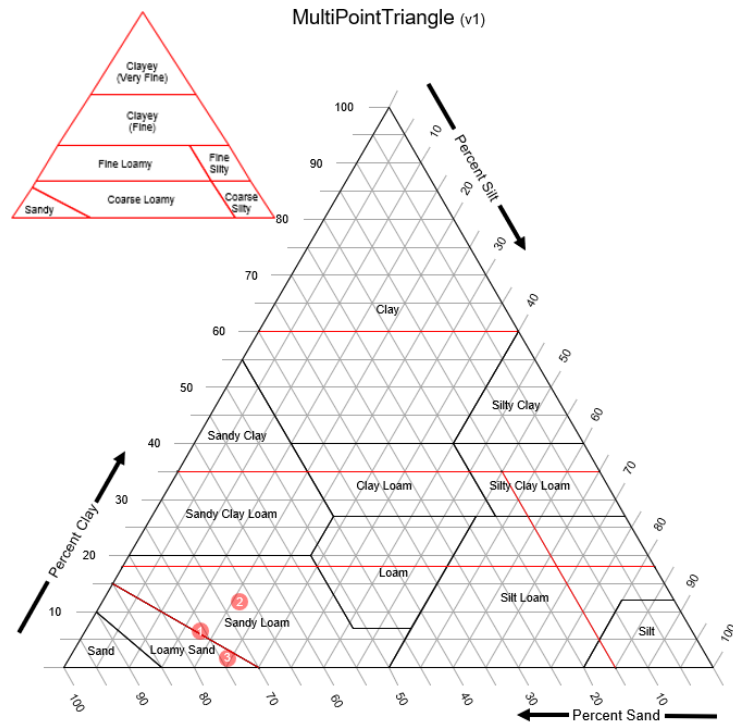 MultiPointTriangle (v1)
Clayey
(Very Fine)
Clayey
(Fine)
Fine Loamy
Fine
Silty
Coarse Loamy
Coarse
Silty
Sandy
100
90
80
70
60
50
40
30
20
10
Percent Clay
10
20
30
40
50
60
70
80
90
100
Percent Silt
Clay
Silty Clay
Sandy Clay
Clay Loam
Silty Clay Loam
Sandy Clay Loam
Loam
Silt Loam
2
Sandy Loam
1
Silt
Sand
Loamy Sand
3
100
90
80
70
60
50
40
30
20
10
Percent Sand